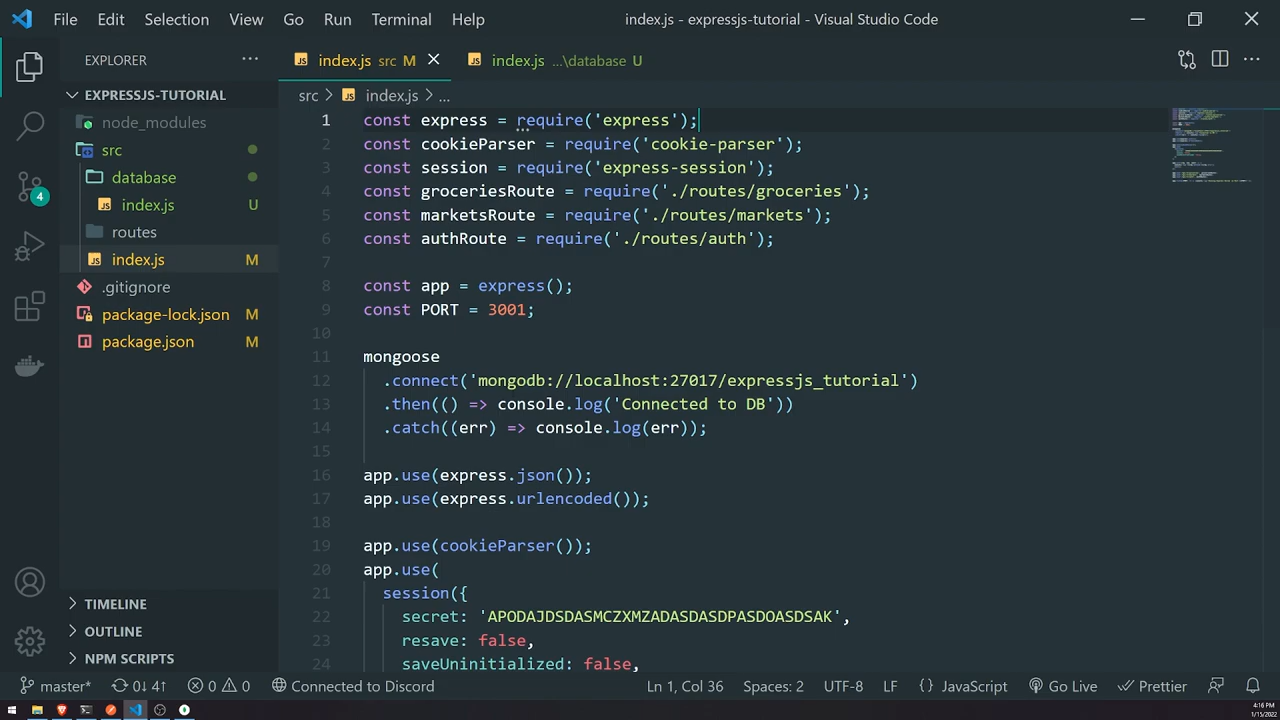 File Edit Selection View Go Run Terminal Help index.js - expressjs-tutorial - Visual Studio Code
EXPLORER ...
index.js src M
index.js ...\database U
EXPRESSJS-TUTORIAL
node_modules
src
database
index.js U
routes
index.js M
.gitignore
package-lock.json M
package.json M
4
TIMELINE
OUTLINE
NPM SCRIPTS
src > index.js > ...
1 const express = require('express');
2 const cookieParser = require('cookie-parser');
3 const session = require('express-session');
4 const groceriesRoute = require('./routes/groceries');
5 const marketsRoute = require('./routes/markets');
6 const authRoute = require('./routes/auth');
7
8 const app = express();
9 const PORT = 3001;
10
11 mongoose
12 .connect('mongodb://localhost:27017/expressjs_tutorial')
13 .then(() => console.log('Connected to DB'))
14 .catch((err) => console.log(err));
15
16 app.use(express.json());
17 app.use(express.urlencoded());
18
19 app.use(cookieParser());
20 app.use(
21 session({
22 secret: 'APODAJDSDASMCZXMZADASDASDPASDOASDSAK',
23 resave: false,
24 saveUninitialized: false,
master* 0↓ 4↑ 0 0 Connected to Discord Ln 1, Col 36 Spaces: 2 UTF-8 LF {} JavaScript Go Live Prettier
4:16 PM
1/15/2022